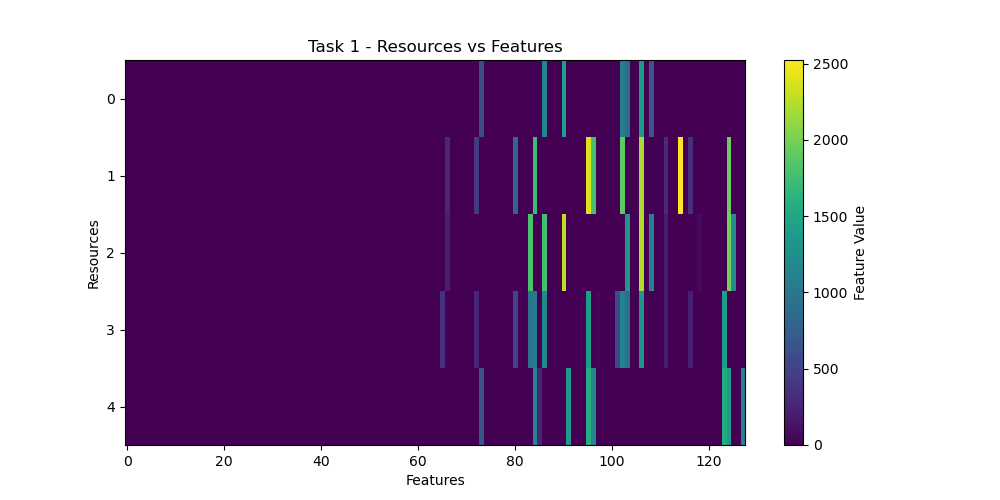 Task 1 - Resources vs Features
Resources
0
1
2
3
4
0 20 40 60 80 100 120
Features
2500
2000
1500
1000
500
0
Feature Value